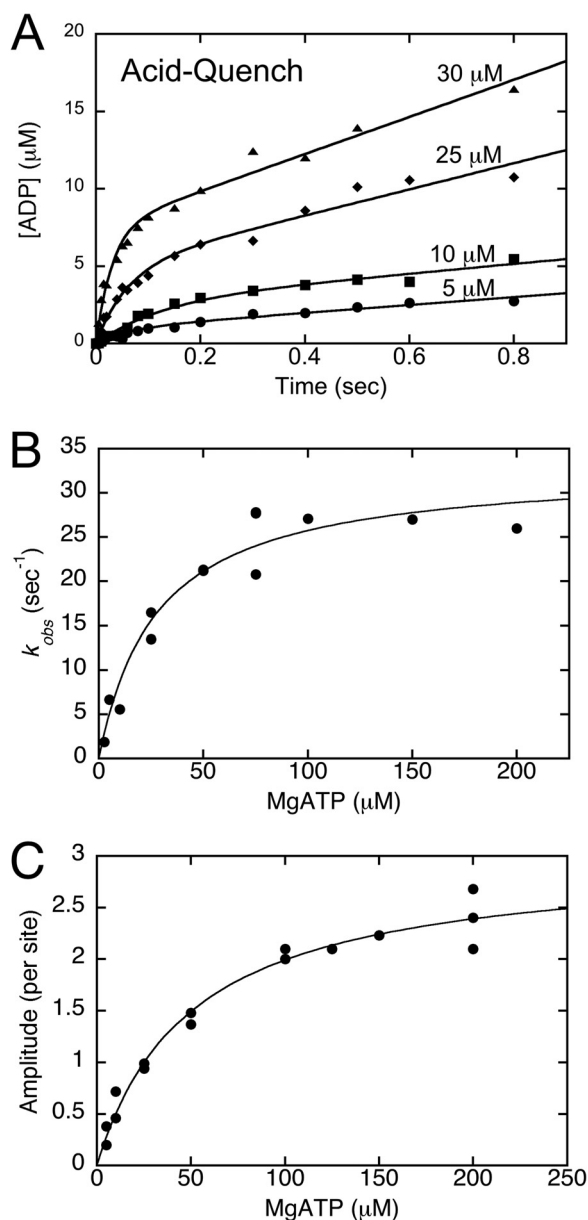 A
Acid-Quench
20
15
10
5
0
[ADP] (μM)
30 μM
25 μM
10 μM
5 μM
0 0.2 0.4 0.6 0.8
Time (sec)
B
35
30
25
20
15
10
5
0
k obs (sec-1)
0 50 100 150 200
MgATP (μM)
C
3
2.5
2
1.5
1
0.5
0
Amplitude (per site)
0 50 100 150 200 250
MgATP (μM)